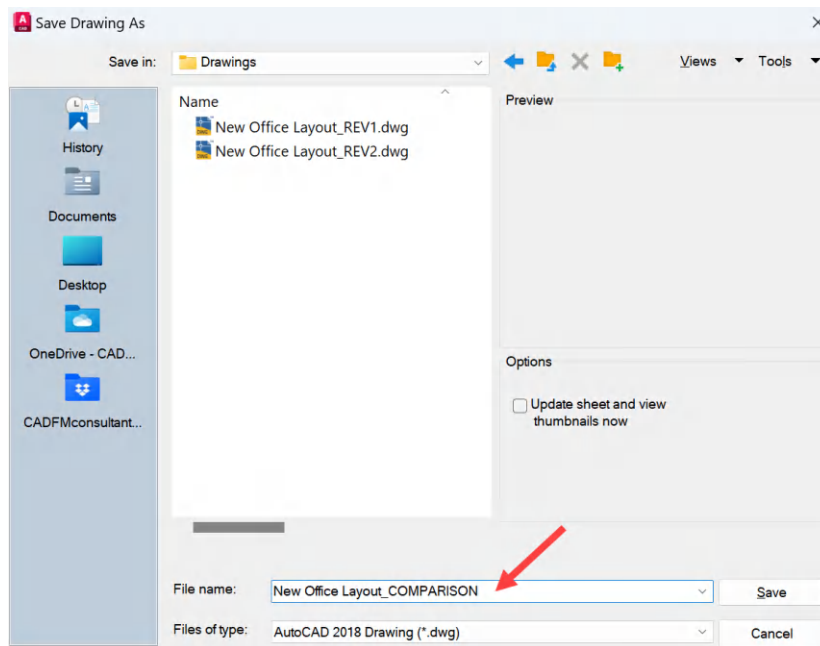 Save Drawing As
Save in:
Drawings
Views
Tools
History
Documents
Desktop
OneDrive - CAD...
CADFMconsultant...
Name
New Office Layout_REV1.dwg
New Office Layout_REV2.dwg
Preview
Options
Update sheet and view
thumbnails now
File name:
New Office Layout_COMPARISON
Save
Files of type:
AutoCAD 2018 Drawing (*.dwg)
Cancel